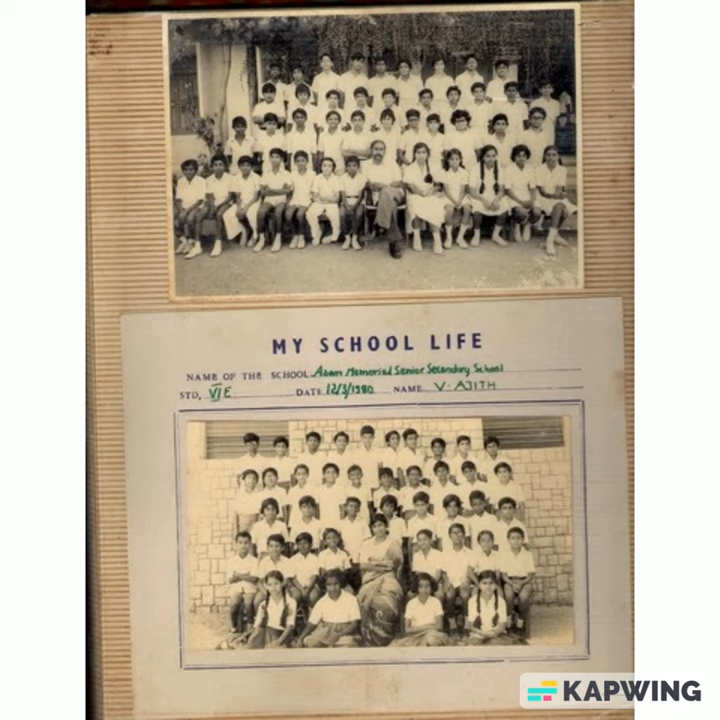 MY SCHOOL LIFE
NAME OF THE SCHOOL Asan Memorial Senior Secondary School
STD. VI E DATE 12/3/1980 NAME V. AJITH
KAPWING